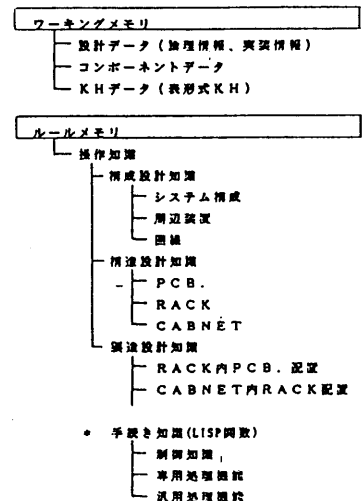 ワーキングメモリ
設計データ(論理情報、実装情報)
コンポーネントデータ
KHデータ(表形式KH)
ルールメモリ
操作知識
構成設計知識
システム構成
周辺装置
回線
構造設計知識
PCB.
RACK
CABNET
製造設計知識
RACK内PCB.配置
CABNET内RACK配置
* 手続き知識(LISP関数)
制御知識
専用処理機能
汎用処理機能